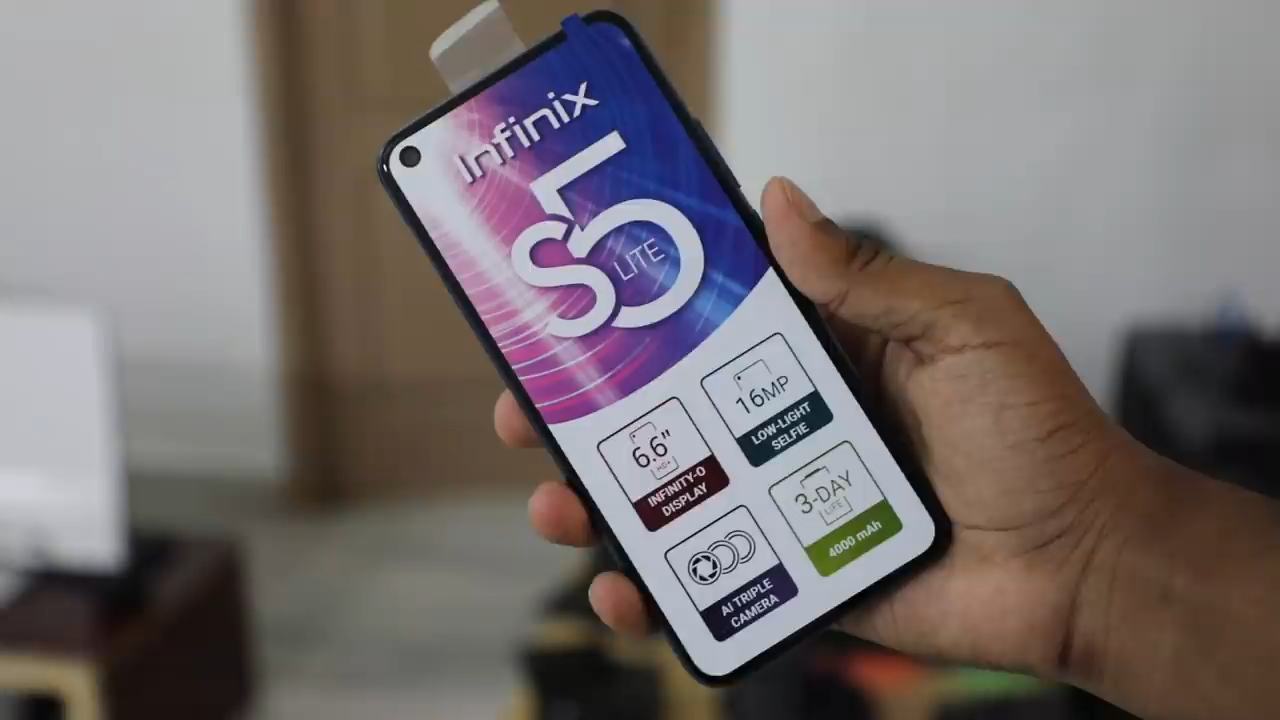 Infinix
S5
LITE
6.6"
HD+
INFINITY-O
DISPLAY
16MP
LOW-LIGHT
SELFIE
AI TRIPLE
CAMERA
3-DAY
LIFE
4000 mAh